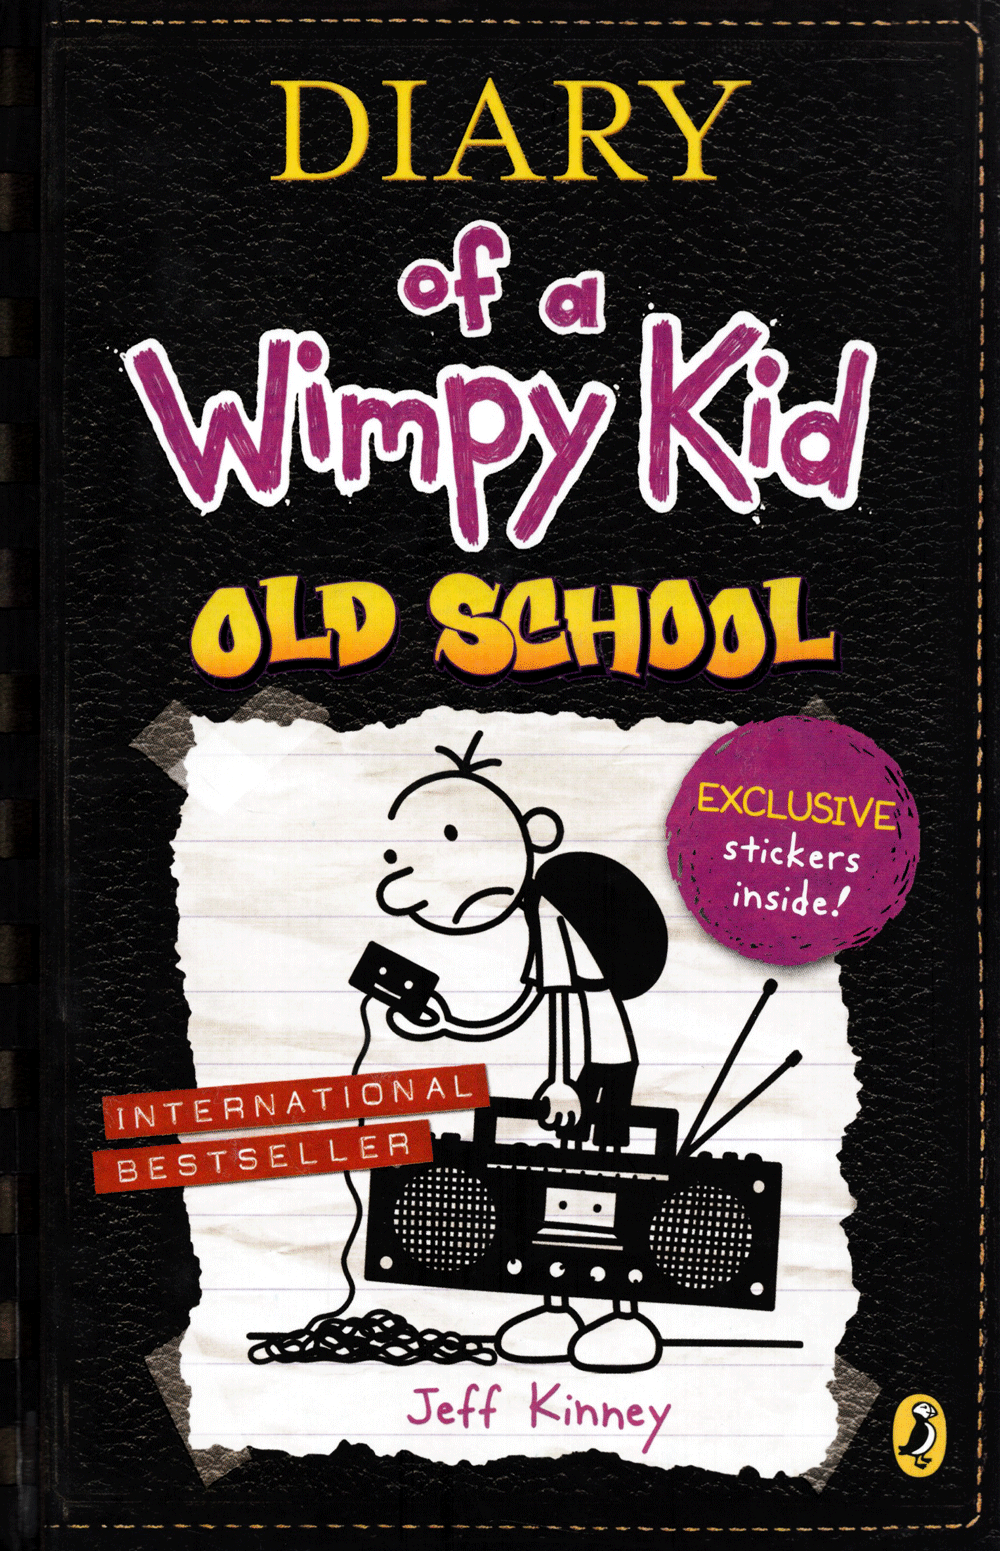 DIARY
of a
Wimpy Kid
OLD SCHOOL
EXCLUSIVE
stickers
inside!
INTERNATIONAL
BESTSELLER
Jeff Kinney